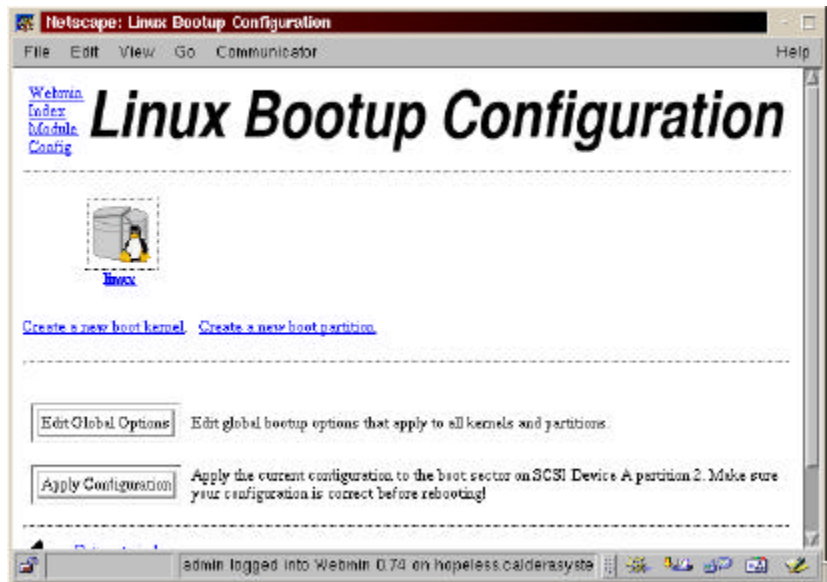 Netscape: Linux Bootup Configuration
File Edit View Go Communicator Help
Webmin
Index
Module
Config
Linux Bootup Configuration
linux
Create a new boot kernel. Create a new boot partition.
Edit Global Options
Edit global bootup options that apply to all kernels and partitions.
Apply Configuration
Apply the current configuration to the boot sector on SCSI Device A partition 2. Make sure
your configuration is correct before rebooting!
admin logged into Webmin 0.74 on hopeless.calderasyste